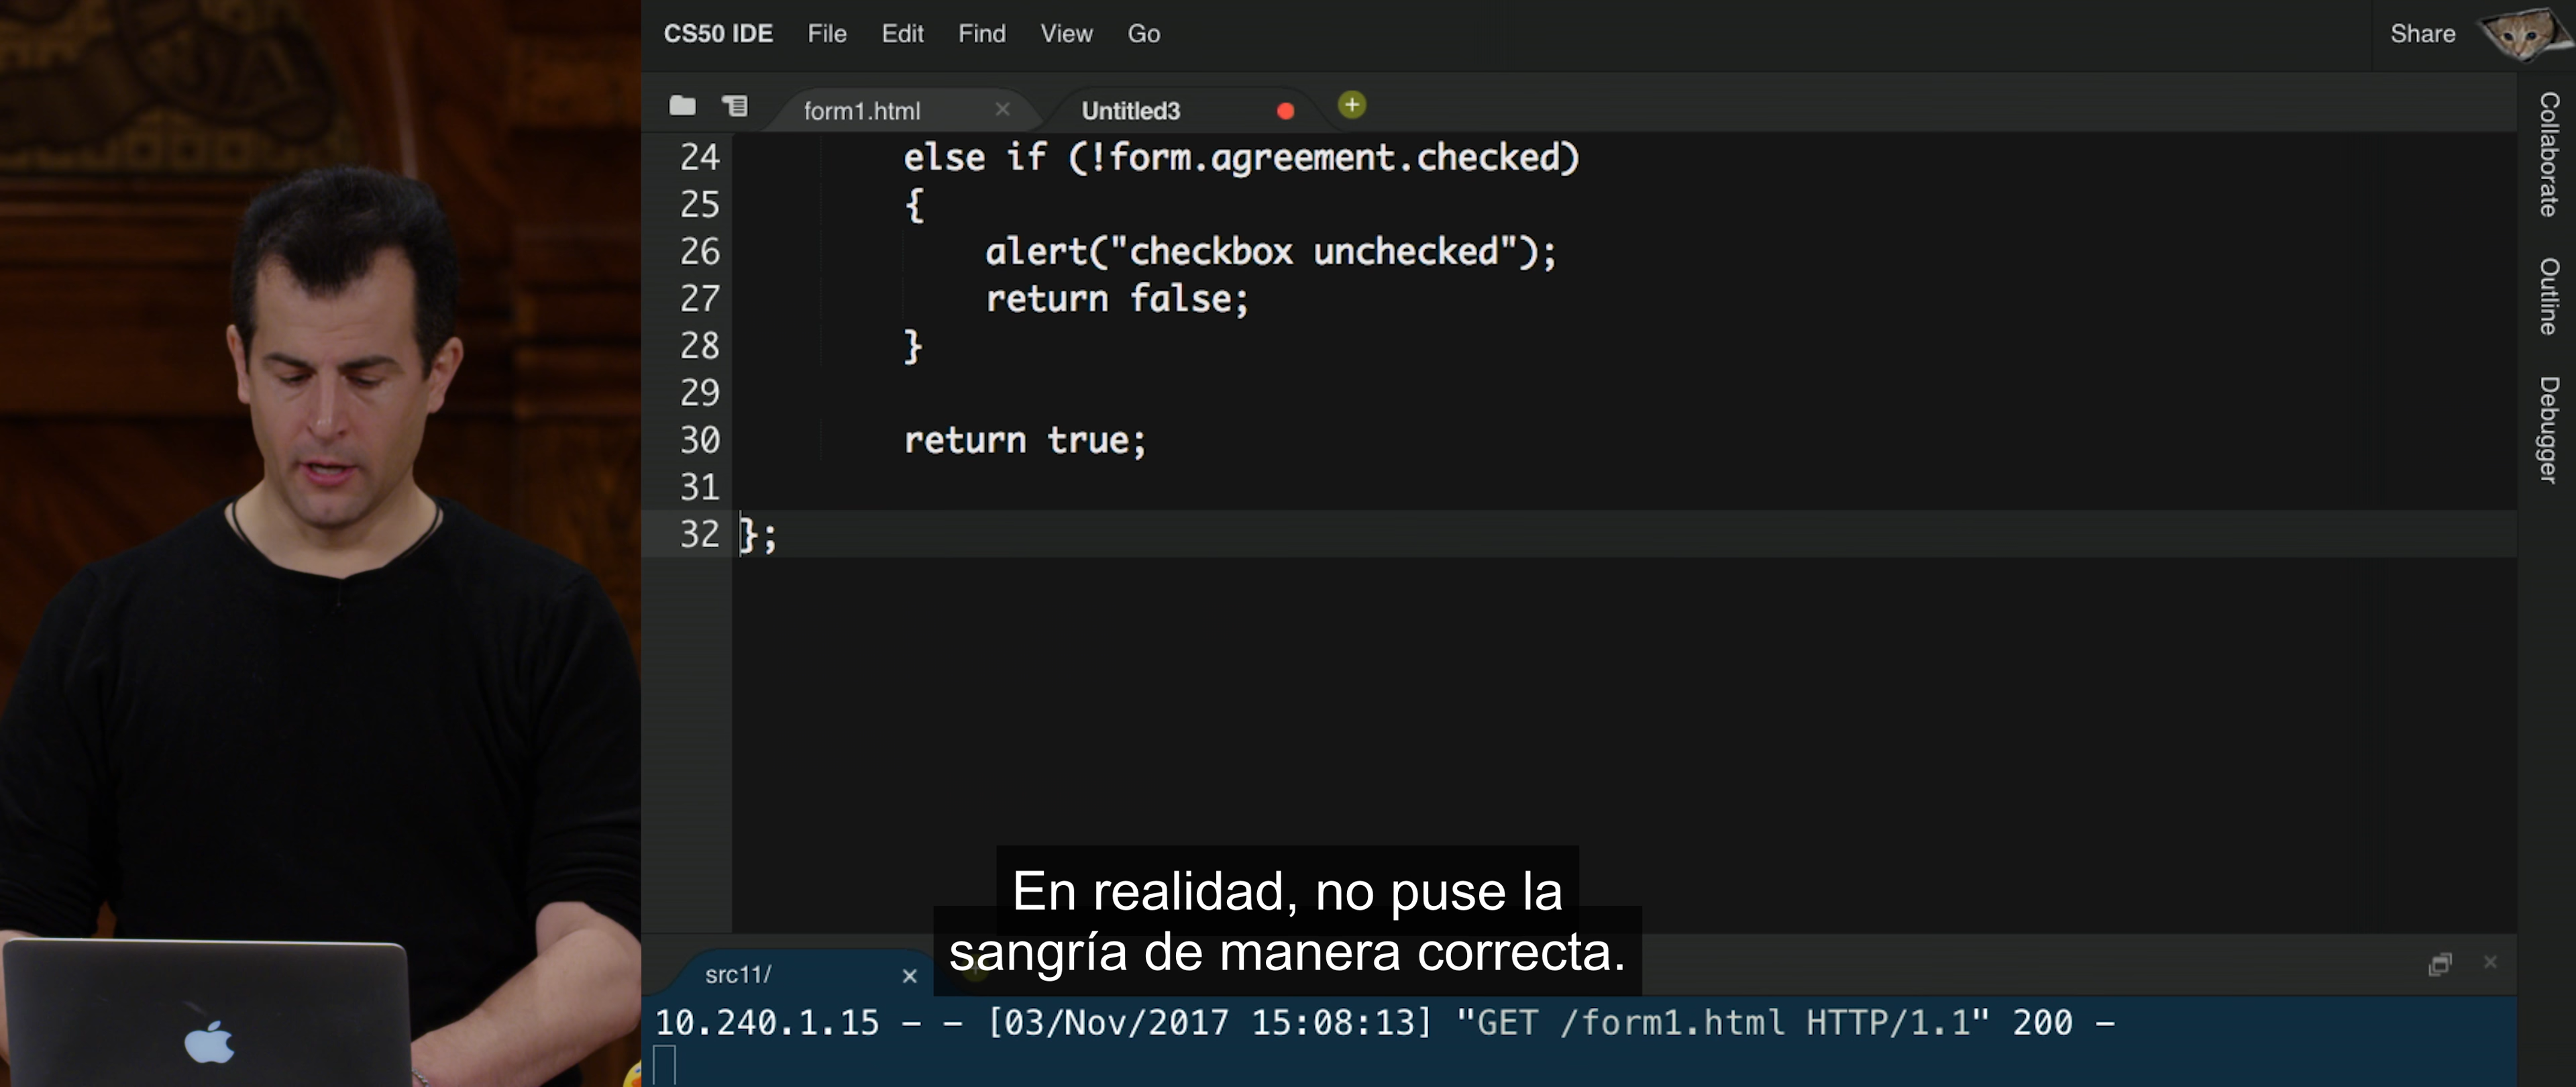 CS50 IDE File Edit Find View Go Share
form1.html × Untitled3
24 else if (!form.agreement.checked)
25 {
26 alert("checkbox unchecked");
27 return false;
28 }
29
30 return true;
31
32 };
Collaborate
Outline
Debugger
En realidad, no puse la
sangría de manera correcta.
src11/ ×
10.240.1.15 - - [03/Nov/2017 15:08:13] "GET /form1.html HTTP/1.1" 200 -